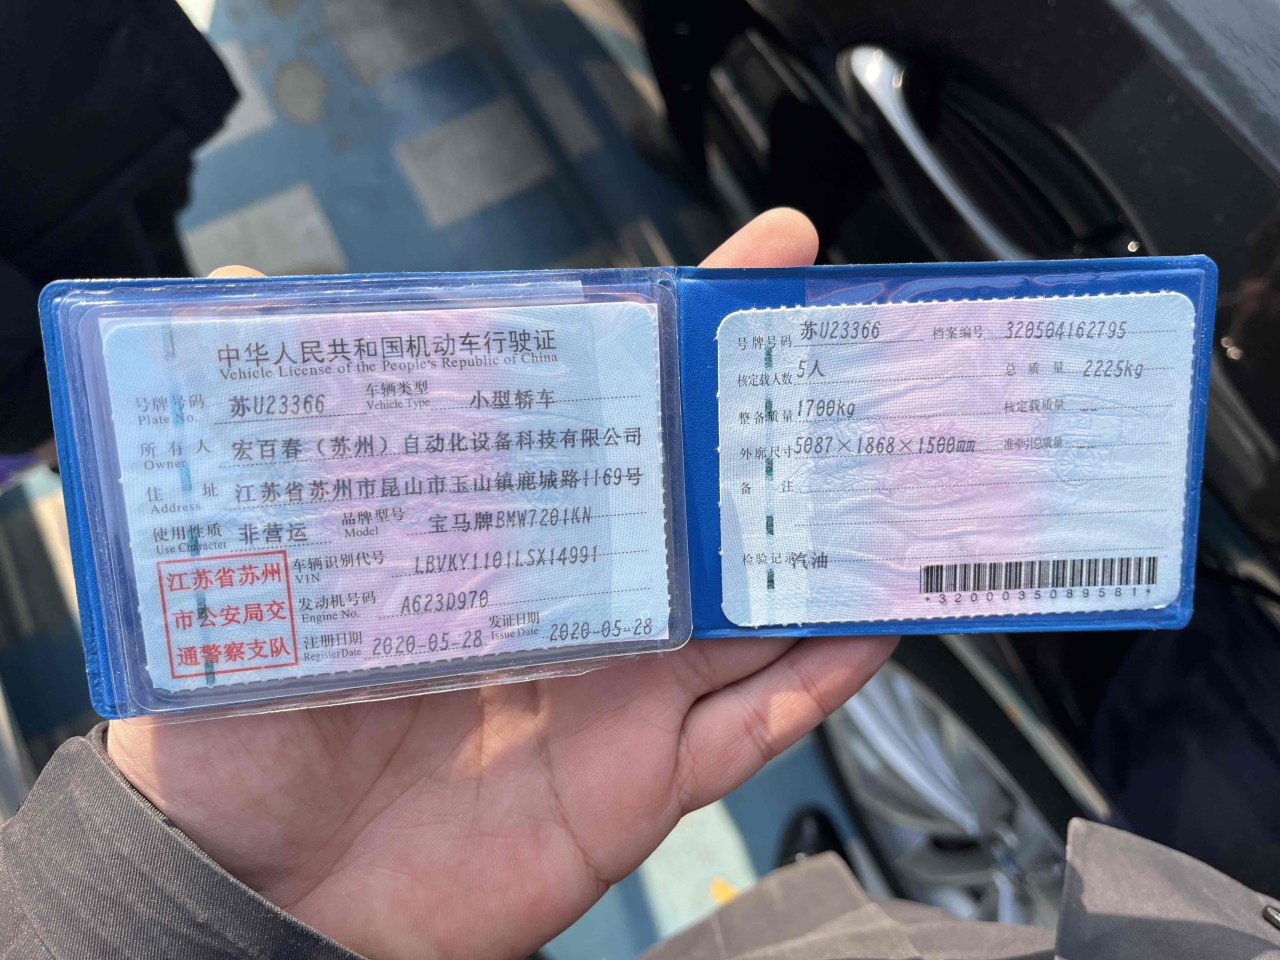 中华人民共和国机动车行驶证
Vehicle License of the People's Republic of China
号牌号码 苏U23366 车辆类型 小型轿车
Plate No. Vehicle Type
所有人 宏百春（苏州）自动化设备科技有限公司
Owner
住址 江苏省苏州市昆山市玉山镇鹿城路1169号
Address
使用性质 非营运 品牌型号 宝马牌BMW7201KN
Use Character Model
江苏省苏州
市公安局交
通警察支队
车辆识别代号 LBVKY1101LSX14991
VIN
发动机号码 A623D970
Engine No.
注册日期 2020-05-28 发证日期 2020-05-28
Register Date Issue Date
号牌号码 苏U23366 档案编号 320504162795
核定载人数 5人 总质量 2225kg
整备质量 1700kg 核定载质量 --
外廓尺寸 5087×1868×1500mm 准牵引总质量 --
备注
检验记录 汽油
*3200035089581*